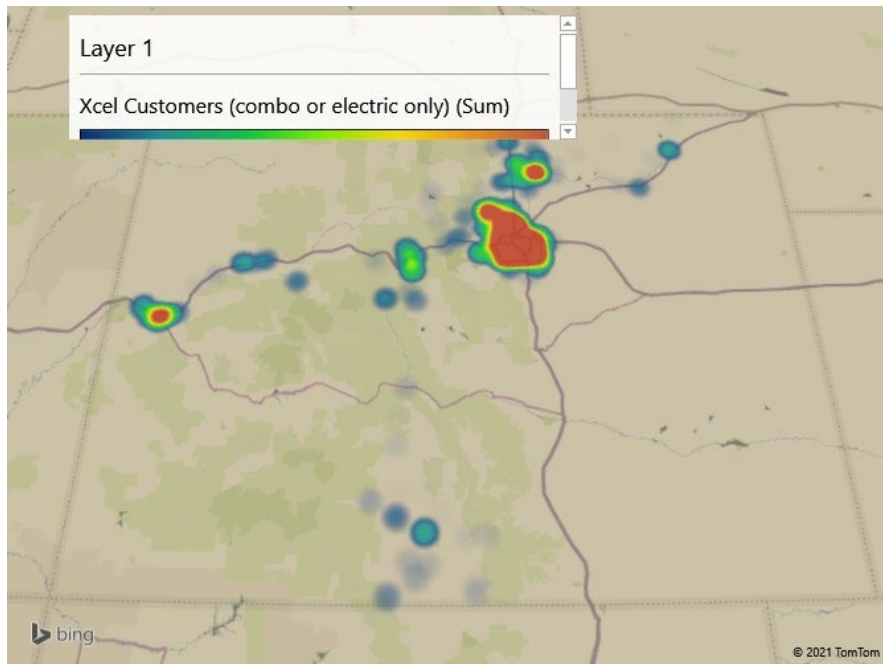 Layer 1
Xcel Customers (combo or electric only) (Sum)
bing
© 2021 TomTom